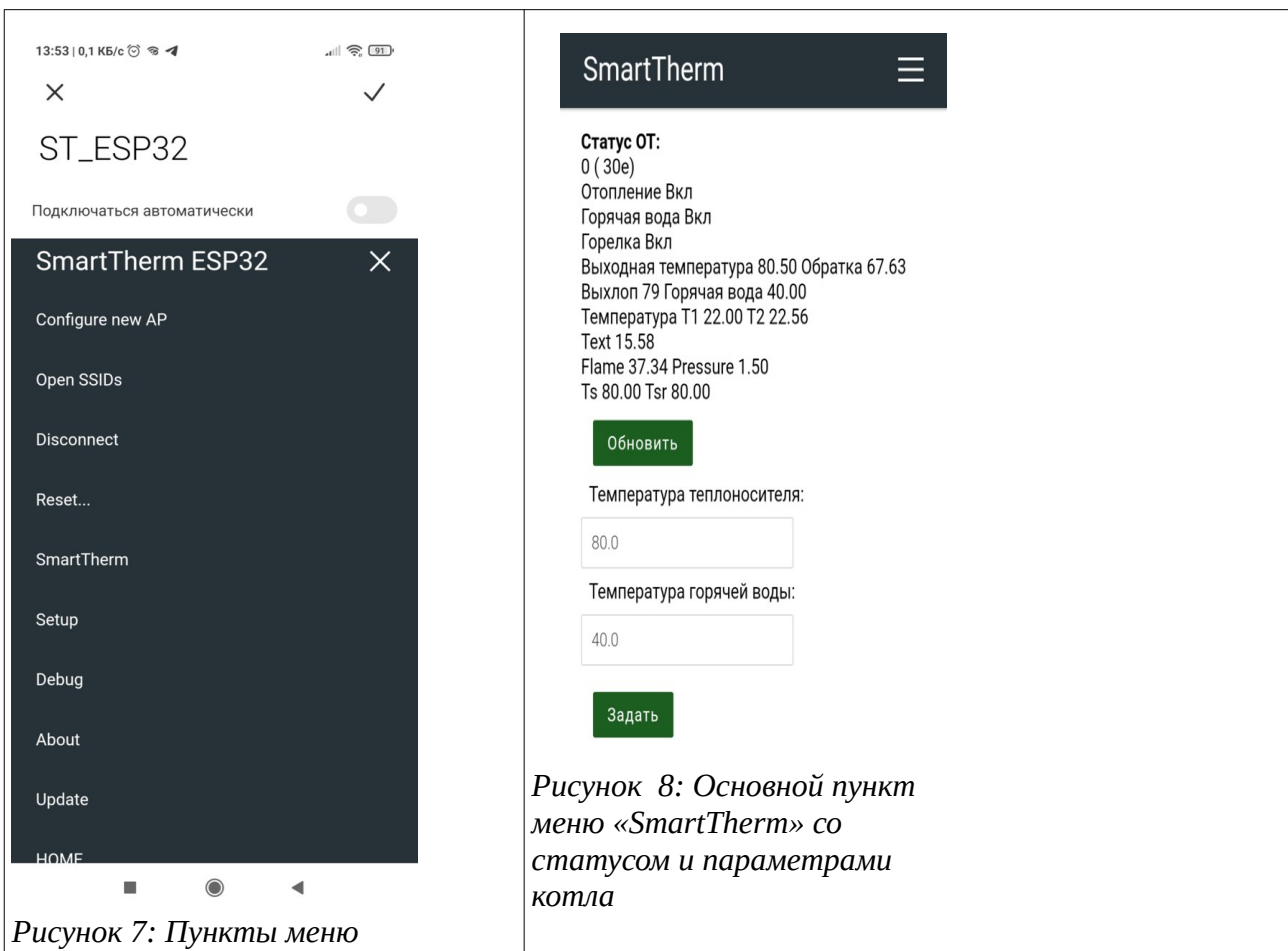 13:53 | 0,1 КБ/с
91
ST_ESP32
Подключаться автоматически
SmartTherm ESP32
Configure new AP
Open SSIDs
Disconnect
Reset...
SmartTherm
Setup
Debug
About
Update
HOME
Рисунок 7: Пункты меню
SmartTherm
Статус OT:
0 ( 30e)
Отопление Вкл
Горячая вода Вкл
Горелка Вкл
Выходная температура 80.50 Обратка 67.63
Выхлоп 79 Горячая вода 40.00
Температура T1 22.00 T2 22.56
Text 15.58
Flame 37.34 Pressure 1.50
Ts 80.00 Tsr 80.00
Обновить
Температура теплоносителя:
80.0
Температура горячей воды:
40.0
Задать
Рисунок 8: Основной пункт
меню «SmartTherm» со
статусом и параметрами
котла